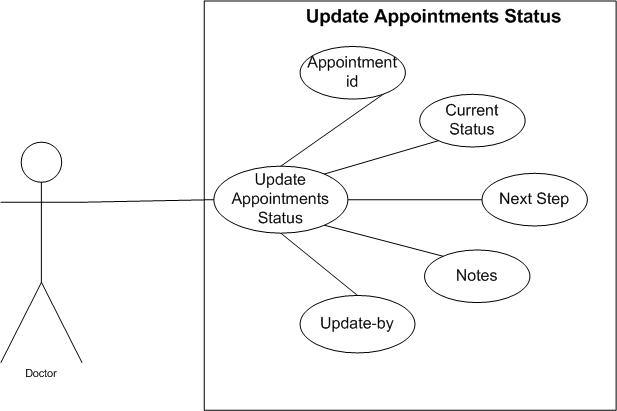 Update Appointments Status
Appointment
id
Current
Status
Update
Appointments
Status
Next Step
Notes
Update-by
Doctor